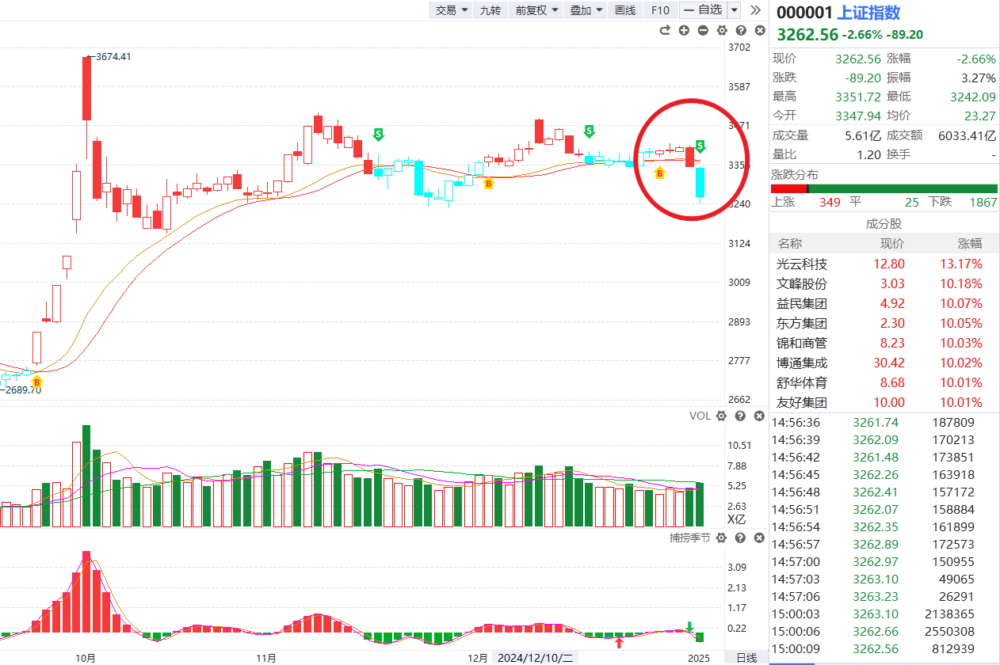 交易 九转 前复权 叠加 画线 F10 一 自选
3674.41
S
S
S
B
B
B
2689.70
3702
3587
3471
335
3240
3124
3009
2893
2777
2662
VOL
10.51
7.88
5.25
2.63
X亿
捕捞季节
3.09
2.13
1.17
0.22
10月 11月 12月 2024/12/10/二 2025 日线
000001 上证指数
3262.56 -2.66% -89.20
现价 3262.56 涨幅 -2.66%
涨跌 -89.20 振幅 3.27%
最高 3351.72 最低 3242.09
今开 3347.94 均价 23.27
成交量 5.61亿 成交额 6033.41亿
量比 1.20 换手 -
涨跌分布
上涨 349 平 25 下跌 1867
成分股
名称 现价 涨幅
光云科技 12.80 13.17%
文峰股份 3.03 10.18%
益民集团 4.92 10.07%
东方集团 2.30 10.05%
锦和商管 8.23 10.03%
博通集成 30.42 10.02%
舒华体育 8.68 10.01%
友好集团 10.00 10.01%
14:56:36 3261.74 187809
14:56:39 3262.09 170213
14:56:42 3261.48 173851
14:56:45 3262.26 163918
14:56:48 3262.41 157172
14:56:51 3262.07 158884
14:56:54 3262.35 161899
14:56:57 3262.89 172573
14:57:00 3262.97 150955
14:57:03 3263.10 49065
14:57:06 3263.23 26291
15:00:03 3263.10 2138365
15:00:06 3262.66 2550308
15:00:09 3262.56 812939